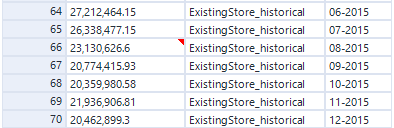 64 27,212,464.15 ExistingStore_historical 06-2015
65 26,338,477.15 ExistingStore_historical 07-2015
66 23,130,626.6 ExistingStore_historical 08-2015
67 20,774,415.93 ExistingStore_historical 09-2015
68 20,359,980.58 ExistingStore_historical 10-2015
69 21,936,906.81 ExistingStore_historical 11-2015
70 20,462,899.3 ExistingStore_historical 12-2015